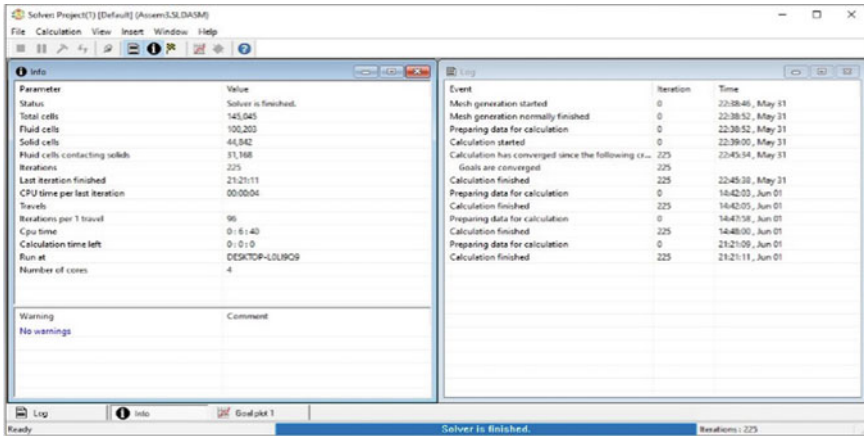 Solver: Project(1) [Default] (Assem3.SLDASM)
File Calculation View Insert Window Help
Info
Parameter Value
Status Solver is finished.
Total cells 145,045
Fluid cells 100,203
Solid cells 44,842
Fluid cells contacting solids 31,168
Iterations 225
Last iteration finished 21:21:11
CPU time per last iteration 00:00:04
Travels
Iterations per 1 travel 96
Cpu time 0 : 6 : 40
Calculation time left 0 : 0 : 0
Run at DESKTOP-L0LI9Q9
Number of cores 4
Warning Comment
No warnings
Log
Event Iteration Time
Mesh generation started 0 22:38:46 , May 31
Mesh generation normally finished 0 22:38:52 , May 31
Preparing data for calculation 0 22:38:52 , May 31
Calculation started 0 22:39:00 , May 31
Calculation has converged since the following cr... 225 22:45:34 , May 31
Goals are converged 225
Calculation finished 225 22:45:38 , May 31
Preparing data for calculation 0 14:42:03 , Jun 01
Calculation finished 225 14:42:05 , Jun 01
Preparing data for calculation 0 14:47:58 , Jun 01
Calculation finished 225 14:48:00 , Jun 01
Preparing data for calculation 0 21:21:09 , Jun 01
Calculation finished 225 21:21:11 , Jun 01
Log Info Goal plot 1
Ready Solver is finished. Iterations : 225